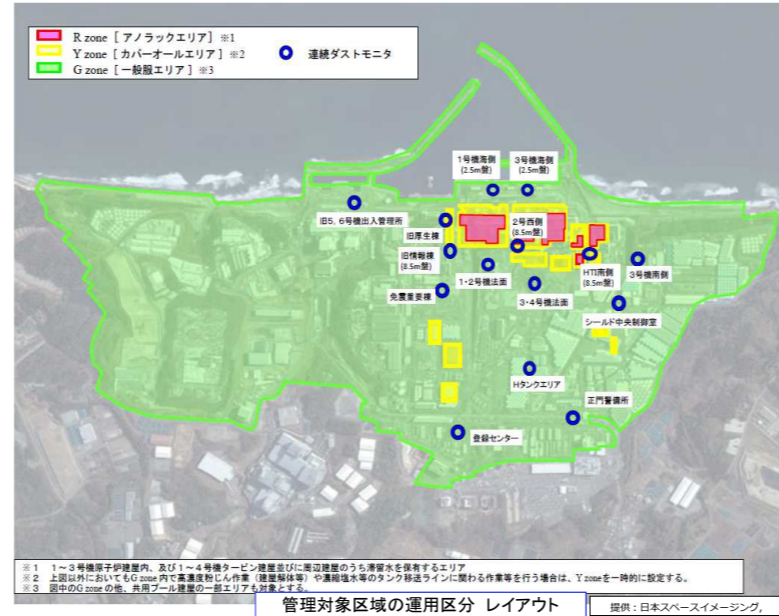 R zone [ アノラックエリア] ※1
Y zone [ カバーオールエリア] ※2
G zone [ 一般服エリア] ※3
連続ダストモニタ
1号機海側
(2.5m盤)
3号機海側
(2.5m盤)
旧5，6号機出入管理所
旧厚生棟
2号西側
(8.5m盤)
旧情報棟
(8.5m盤)
1・2号機法面
HTI南側
(8.5m盤)
3号機南側
免震重要棟
3・4号機法面
シールド中央制御室
Hタンクエリア
正門警備所
登録センター
※1 1～3号機原子炉建屋内、及び1～4号機タービン建屋並びに周辺建屋のうち滞留水を保有するエリア
※2 上図以外においてもG zone内で高濃度粉じん作業（建屋解体等）や濃縮塩水等のタンク移送ラインに関わる作業等を行う場合は、Y zoneを一時的に設定する。
※3 図中のG zoneの他、共用プール建屋の一部エリアも対象とする。
管理対象区域の運用区分 レイアウト
提供：日本スペースイメージング，